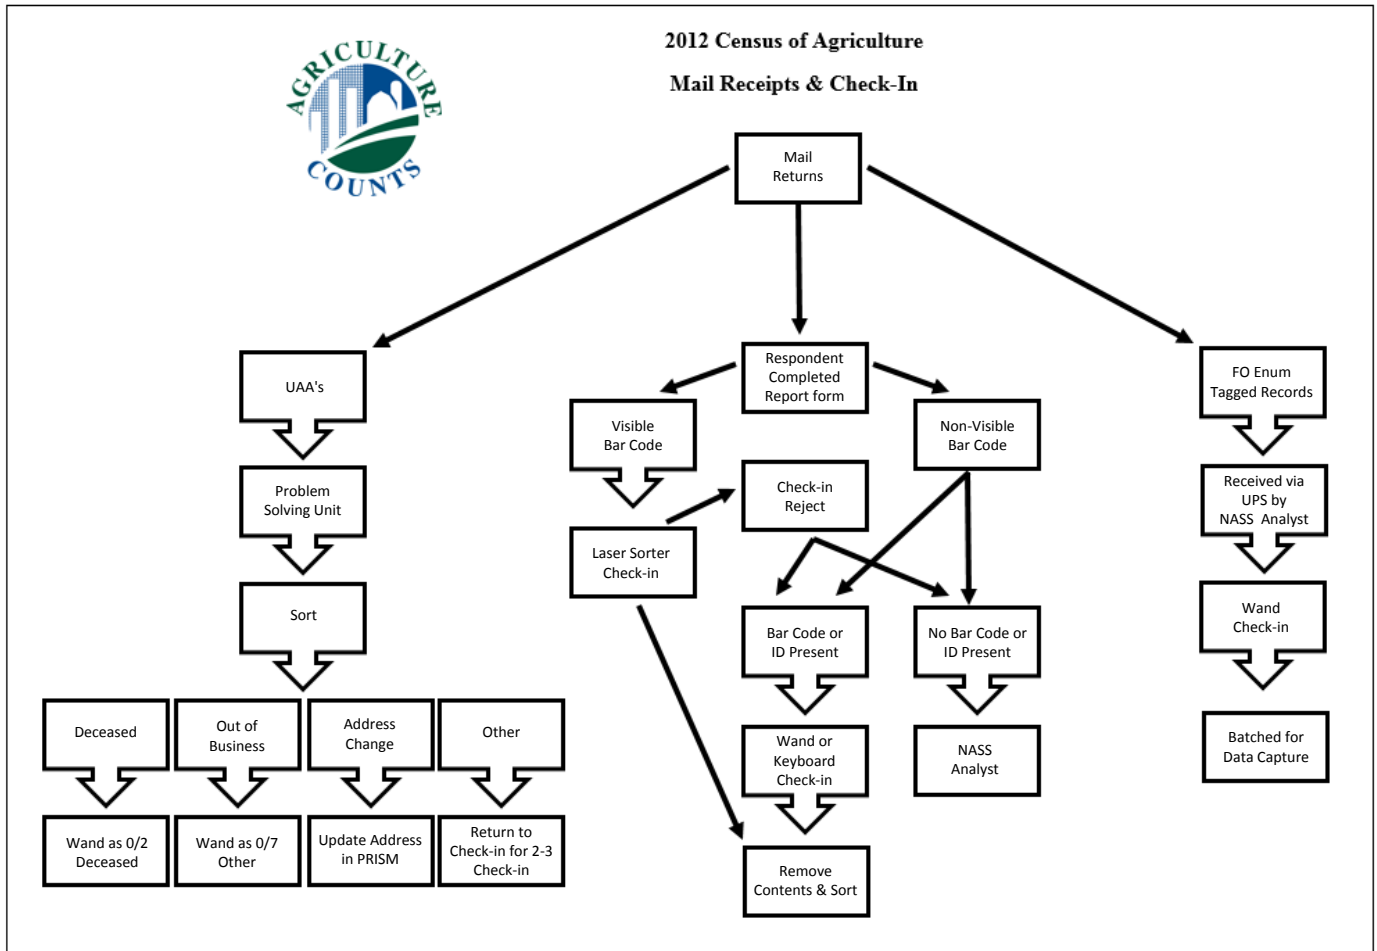 AGRICULTURE
COUNTS
2012 Census of Agriculture
Mail Receipts & Check-In
Mail
Returns
UAA's
Problem
Solving Unit
Sort
Deceased
Out of
Business
Address
Change
Other
Wand as 0/2
Deceased
Wand as 0/7
Other
Update Address
in PRISM
Return to
Check-in for 2-3
Check-in
Respondent
Completed
Report form
Visible
Bar Code
Non-Visible
Bar Code
Check-in
Reject
Laser Sorter
Check-in
Bar Code or
ID Present
No Bar Code or
ID Present
Wand or
Keyboard
Check-in
NASS
Analyst
Remove
Contents & Sort
FO Enum
Tagged Records
Received via
UPS by
NASS Analyst
Wand
Check-in
Batched for
Data Capture